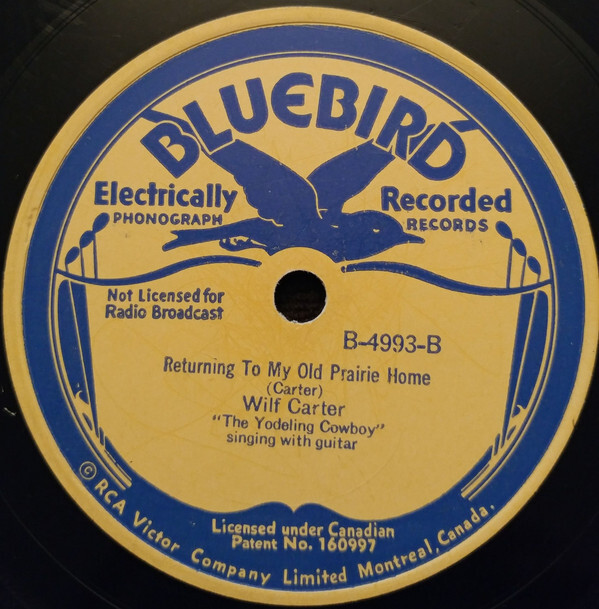 BLUEBIRD
Electrically Recorded
PHONOGRAPH RECORDS
Not Licensed for
Radio Broadcast
B-4993-B
Returning To My Old Prairie Home
(Carter)
Wilf Carter
"The Yodeling Cowboy"
singing with guitar
Licensed under Canadian
Patent No. 160997
© RCA Victor Company Limited Montreal, Canada.